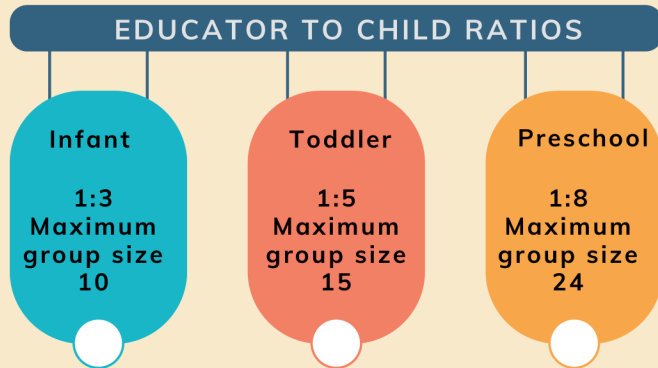 EDUCATOR TO CHILD RATIOS
Infant
1:3
Maximum
group size
10
Toddler
1:5
Maximum
group size
15
Preschool
1:8
Maximum
group size
24